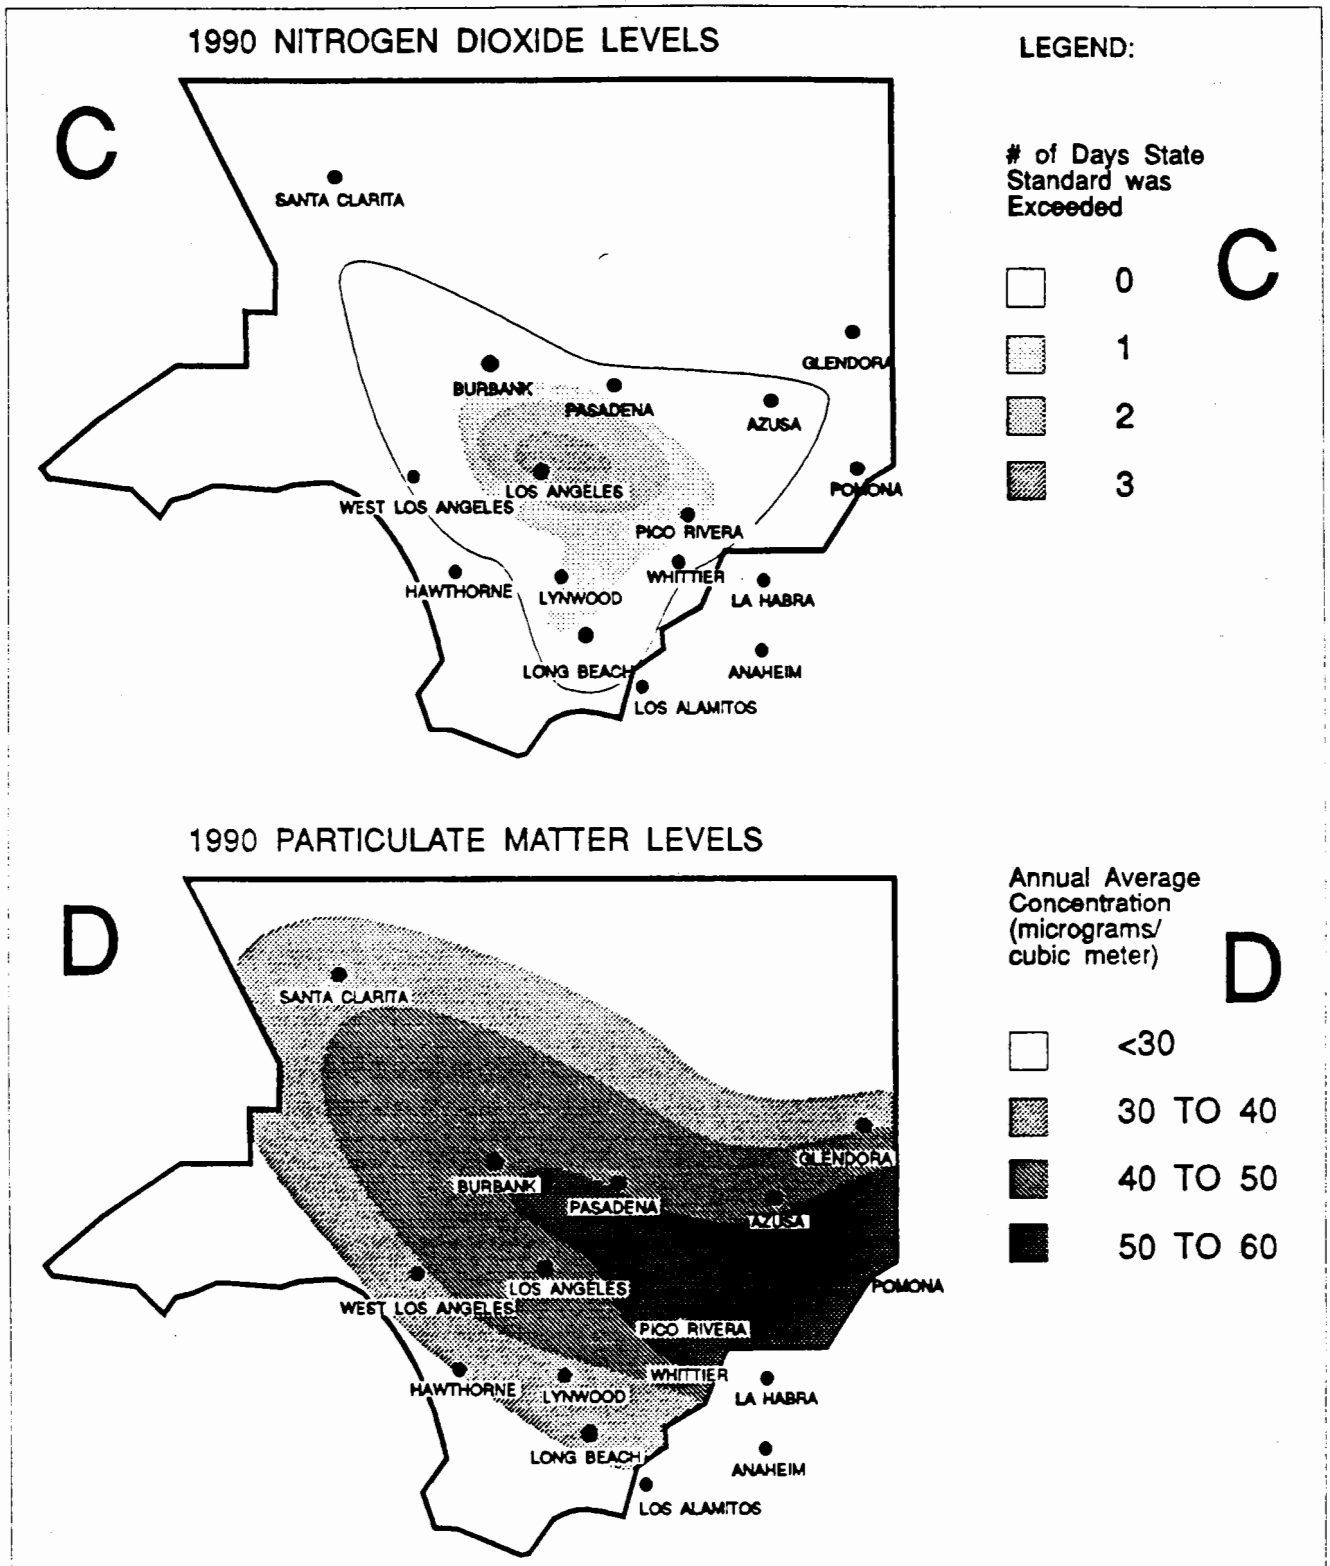 1990 NITROGEN DIOXIDE LEVELS
LEGEND:
C
# of Days State
Standard was
Exceeded
C
0
1
2
3
SANTA CLARITA
GLENDORA
BURBANK
PASADENA
AZUSA
LOS ANGELES
POMONA
WEST LOS ANGELES
PICO RIVERA
WHITTIER
HAWTHORNE
LYNWOOD
LA HABRA
LONG BEACH
ANAHEIM
LOS ALAMITOS
1990 PARTICULATE MATTER LEVELS
D
Annual Average
Concentration
(micrograms/
cubic meter)
D
<30
30 TO 40
40 TO 50
50 TO 60
SANTA CLARITA
GLENDORA
BURBANK
PASADENA
AZUSA
LOS ANGELES
POMONA
WEST LOS ANGELES
PICO RIVERA
WHITTIER
HAWTHORNE
LYNWOOD
LA HABRA
LONG BEACH
ANAHEIM
LOS ALAMITOS